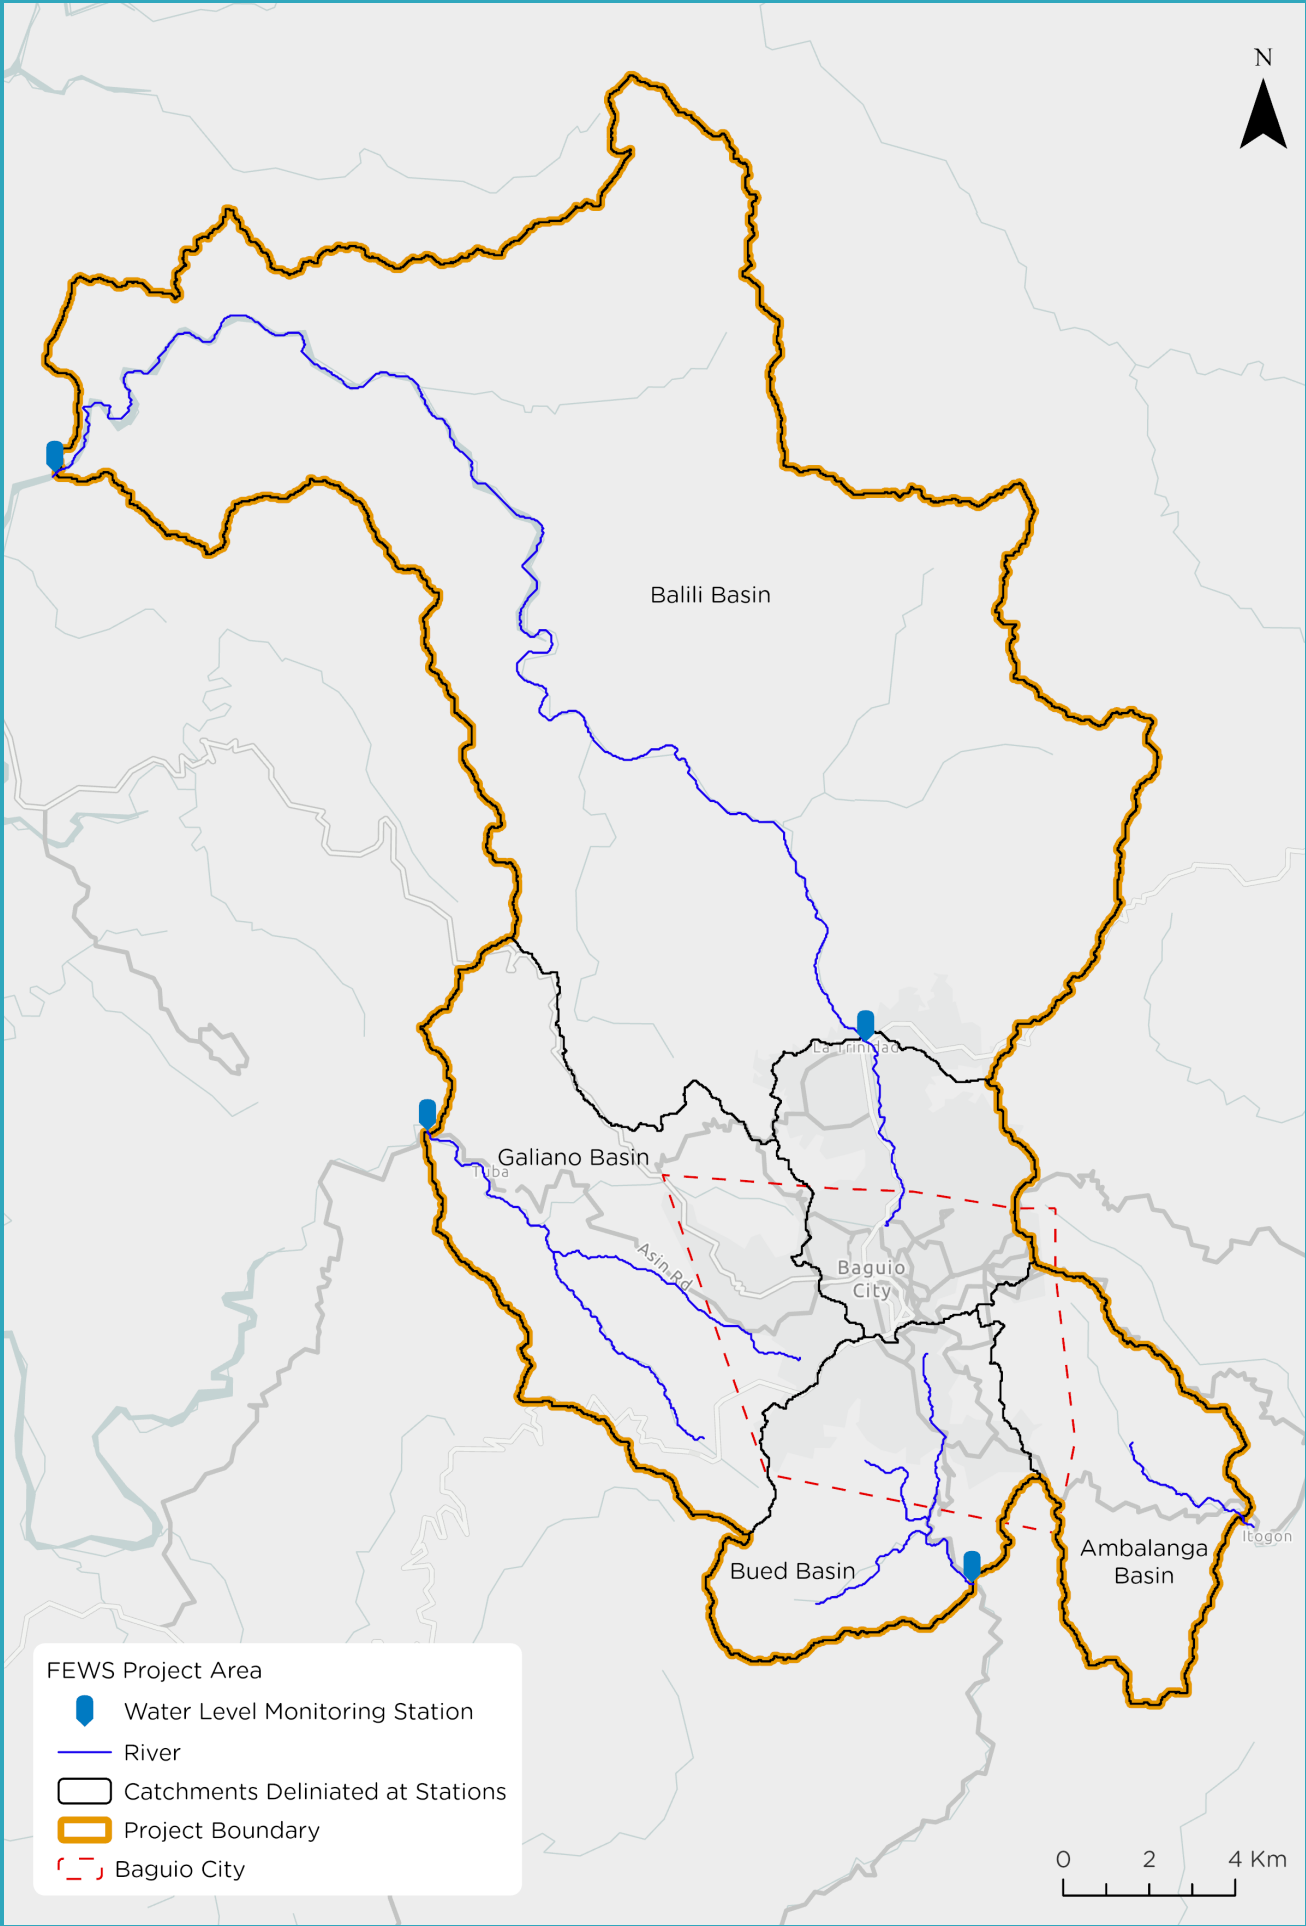 N
Balili Basin
La Trinidad
Galiano Basin
Tuba
Asin Rd
Baguio
City
Ambalanga
Basin
Itogon
Bued Basin
FEWS Project Area
Water Level Monitoring Station
River
Catchments Deliniated at Stations
Project Boundary
Baguio City
0 2 4 Km